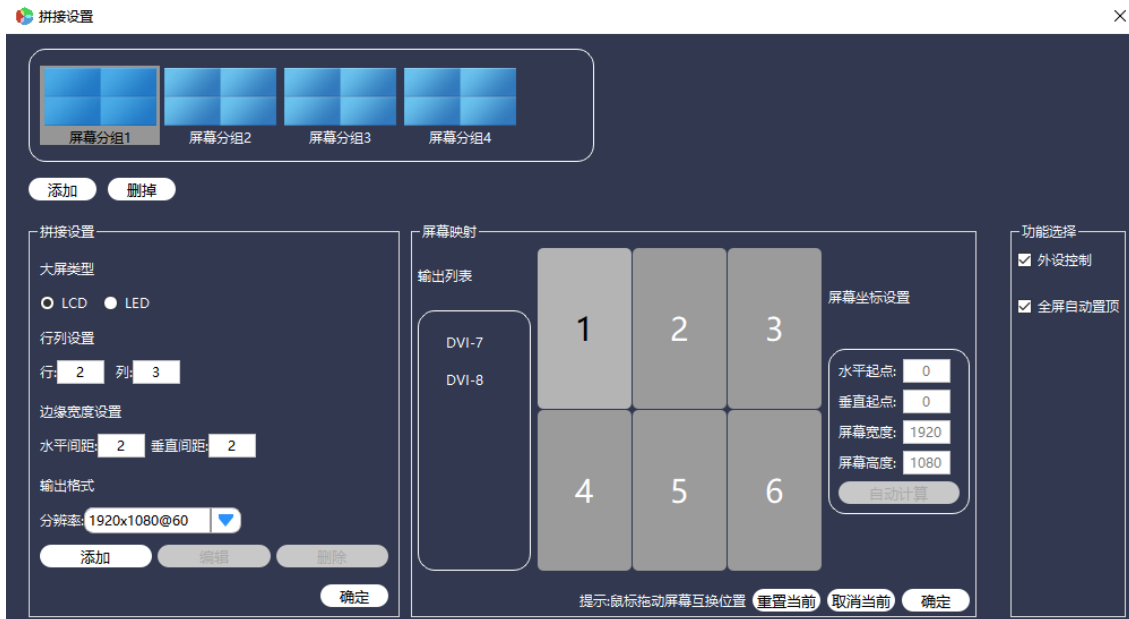 拼接设置
屏幕分组1 屏幕分组2 屏幕分组3 屏幕分组4
添加 删掉
拼接设置
大屏类型
LCD LED
行列设置
行: 2 列: 3
边缘宽度设置
水平间距: 2 垂直间距: 2
输出格式
分辨率: 1920x1080@60
添加 编辑 删除
确定
屏幕映射
输出列表
DVI-7
DVI-8
1 2 3
4 5 6
屏幕坐标设置
水平起点: 0
垂直起点: 0
屏幕宽度: 1920
屏幕高度: 1080
自动计算
提示:鼠标拖动屏幕互换位置 重置当前 取消当前 确定
功能选择
外设控制
全屏自动置顶